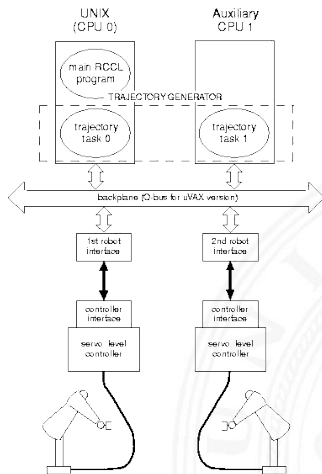 UNIX
(CPU 0)
Auxiliary
CPU 1
main RCCL
program
TRAJECTORY GENERATOR
trajectory
task 0
trajectory
task 1
backplane (Q-bus for uVAX version)
1st robot
interface
2nd robot
interface
controller
interface
controller
interface
servo level
controller
servo level
controller